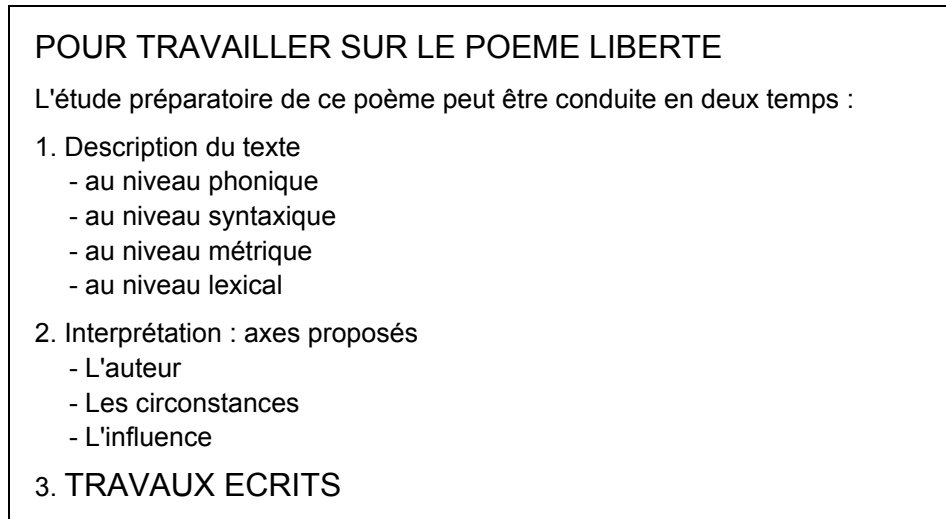 POUR TRAVAILLER SUR LE POEME LIBERTE
L'étude préparatoire de ce poème peut être conduite en deux temps :
1. Description du texte
- au niveau phonique
- au niveau syntaxique
- au niveau métrique
- au niveau lexical
2. Interprétation : axes proposés
- L'auteur
- Les circonstances
- L'influence
3. TRAVAUX ECRITS